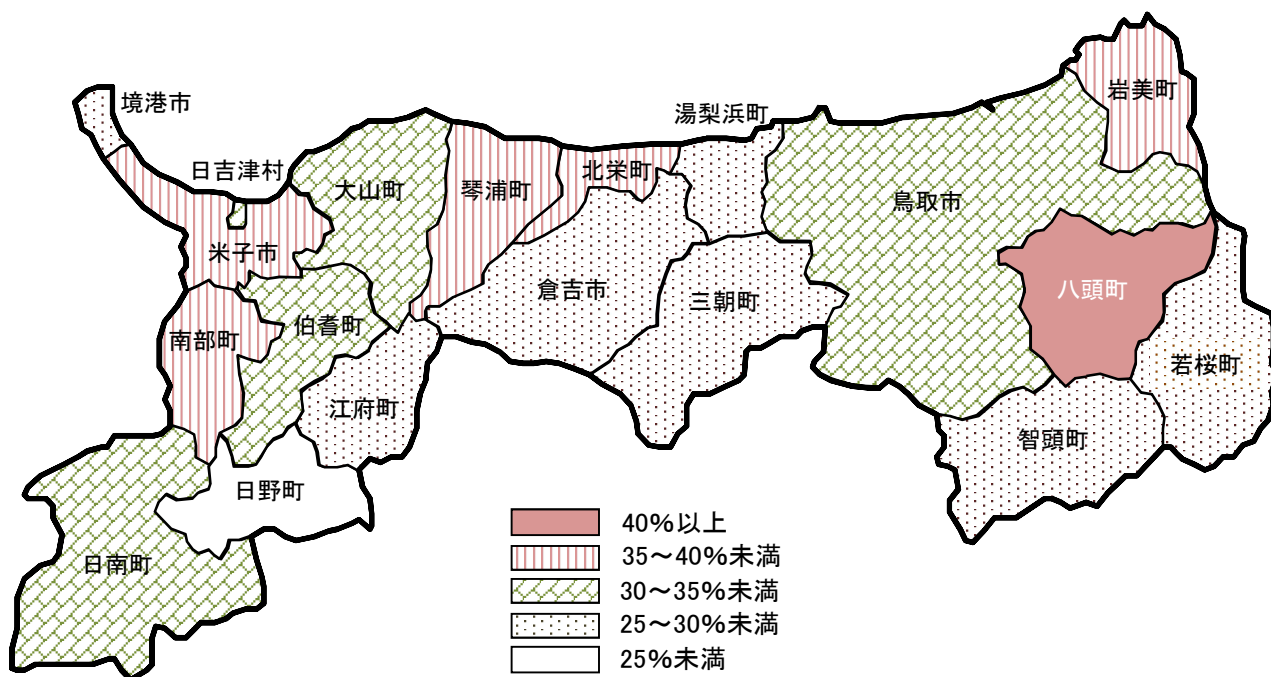 岩美町
境港市
湯梨浜町
日吉津村
北栄町
大山町
琴浦町
鳥取市
米子市
倉吉市
三朝町
八頭町
南部町
伯耆町
若桜町
江府町
智頭町
日野町
日南町
40%以上
35～40%未満
30～35%未満
25～30%未満
25%未満